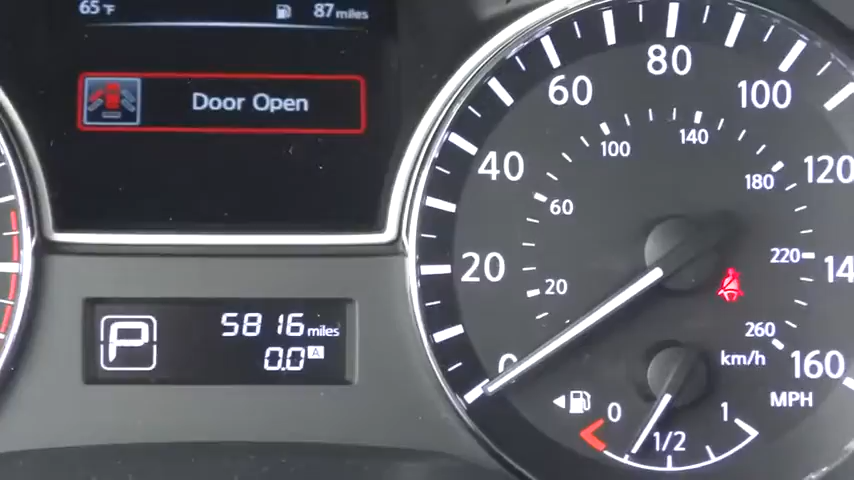 65°F 87 miles
Door Open
P
5816 miles
0.0 A
0 20 40 60 80 100 120 14 160
20 60 100 140 180 220 260
km/h
MPH
0 1/2 1